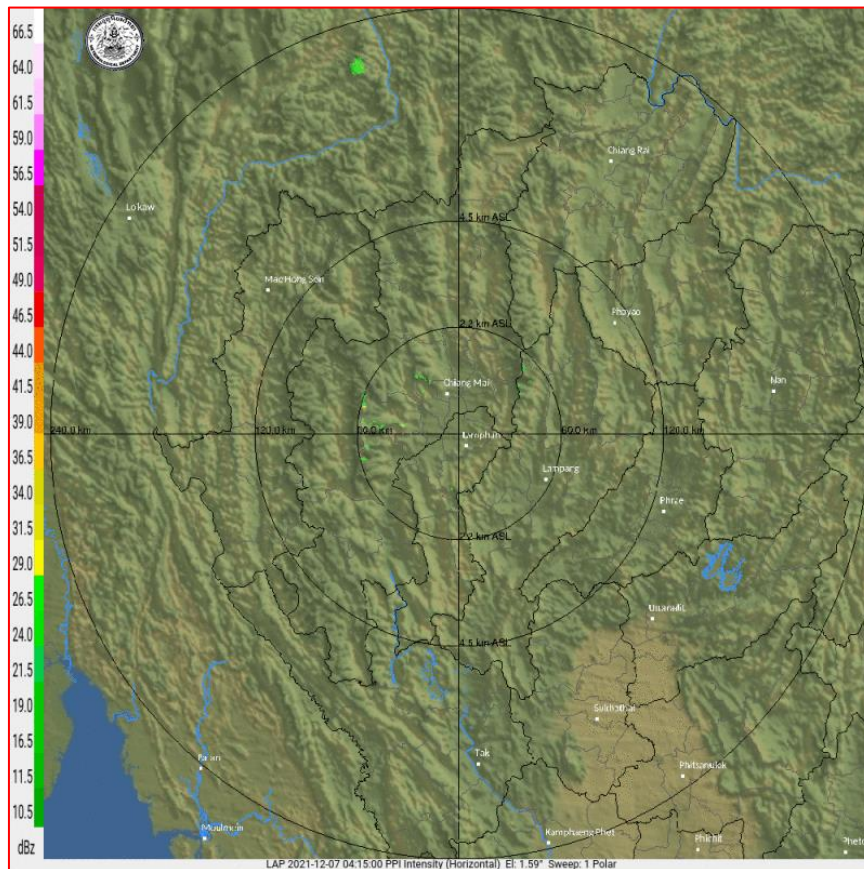 66.5
64.0
61.5
59.0
56.5
54.0
51.5
49.0
46.5
44.0
41.5
39.0
36.5
34.0
31.5
29.0
26.5
24.0
21.5
19.0
16.5
11.5
10.5
dBz
Chiang Rai
Loikaw
4.5 km ASL
Mae Hong Son
Phayao
2.2 km ASL
Chiang Mai
Nan
240.0 km
120.0 km
60.0 km
60.0 km
120.0 km
Lamphun
Lampang
Phrae
2.2 km ASL
Uttaradit
4.5 km ASL
Sukhothai
Tak
Pa'an
Phitsanulok
Moulmein
Kamphaeng Phet
Phichit
Phetc
LAP 2021-12-07 04:15:00 PPI Intensity (Horizontal) El: 1.59° Sweep: 1 Polar